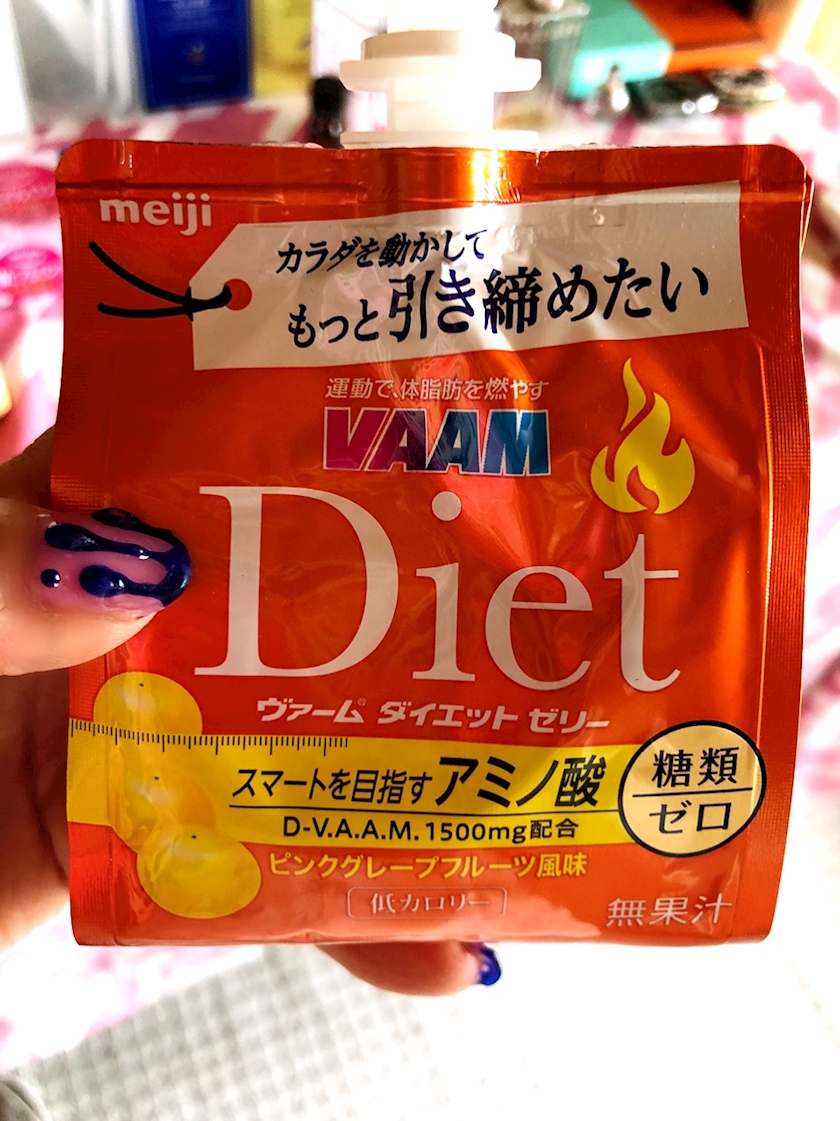 meiji
カラダを動かして
もっと引き締めたい
運動で、体脂肪を燃やす
VAAM
Diet
ヴァーム® ダイエット ゼリー
スマートを目指すアミノ酸
D-V.A.A.M. 1500mg配合
糖類
ゼロ
ピンクグレープフルーツ風味
低カロリー
無果汁